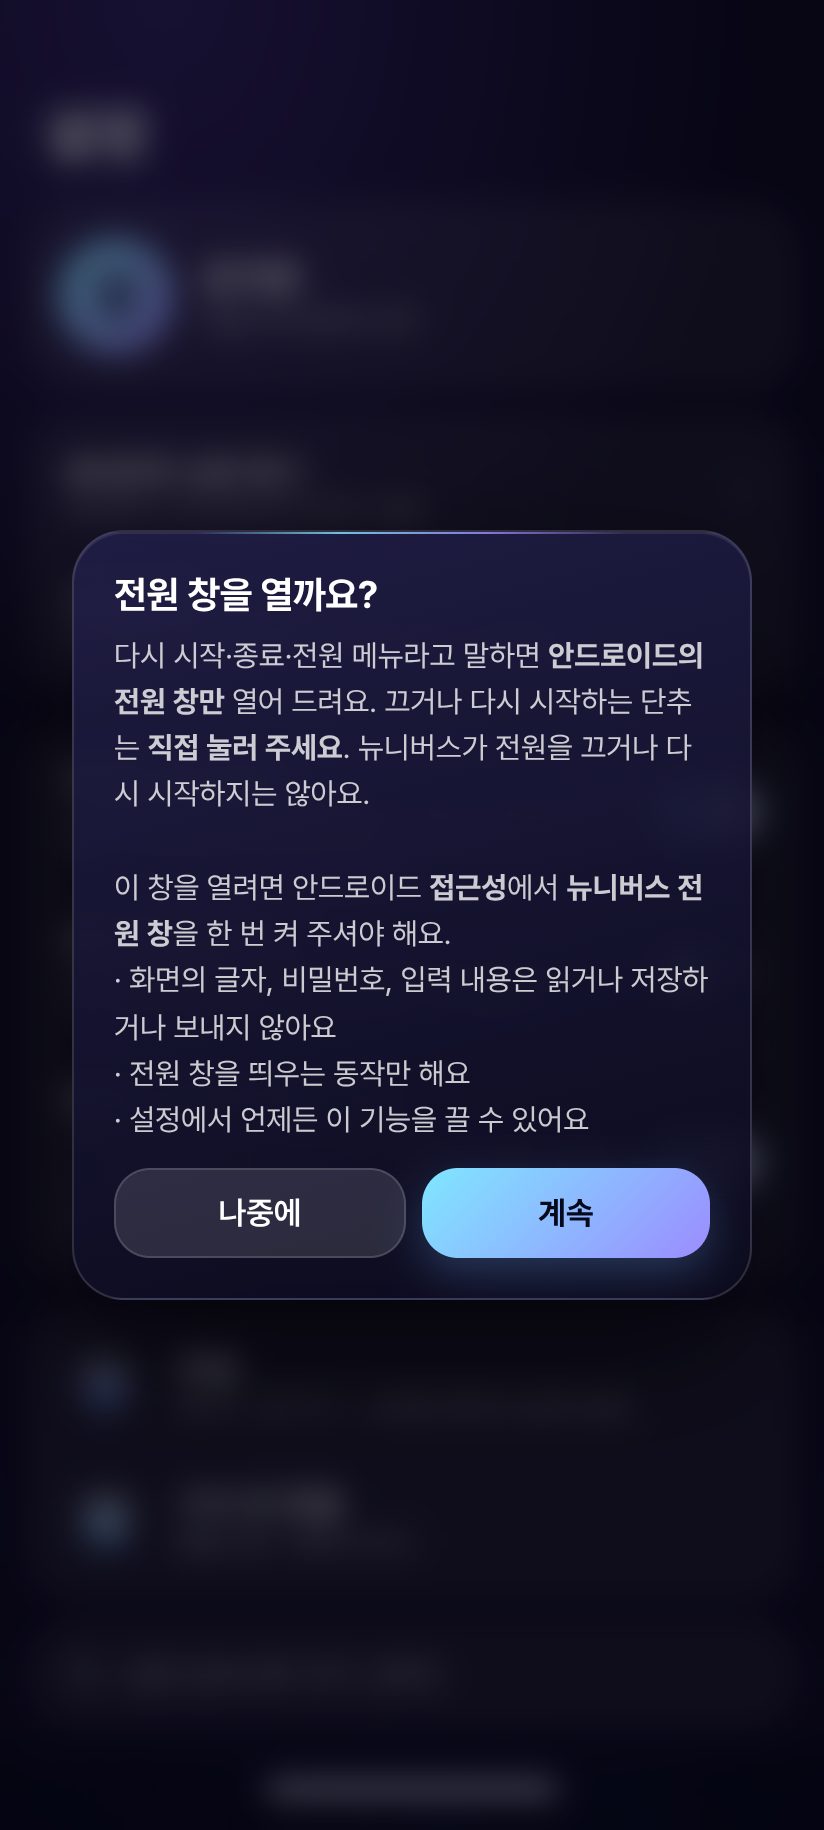 전원 창을 열까요?
다시 시작·종료·전원 메뉴라고 말하면 안드로이드의
전원 창만 열어 드려요. 끄거나 다시 시작하는 단추
는 직접 눌러 주세요. 뉴니버스가 전원을 끄거나 다
시 시작하지는 않아요.
이 창을 열려면 안드로이드 접근성에서 뉴니버스 전
원 창을 한 번 켜 주셔야 해요.
· 화면의 글자, 비밀번호, 입력 내용은 읽거나 저장하
거나 보내지 않아요
· 전원 창을 띄우는 동작만 해요
· 설정에서 언제든 이 기능을 끌 수 있어요
나중에
계속